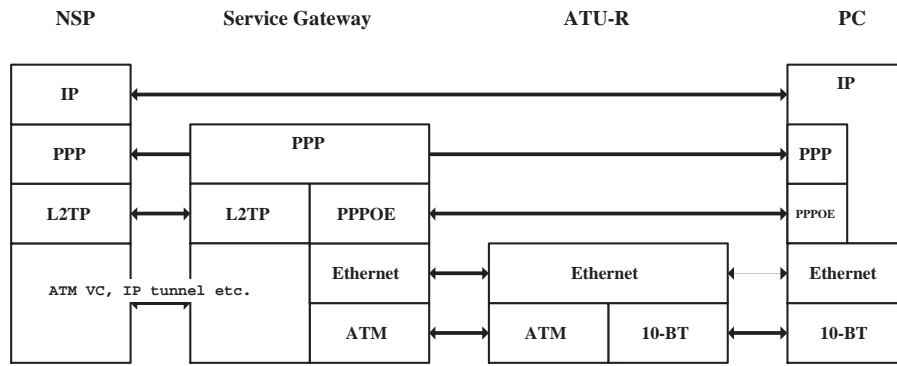 NSP Service Gateway ATU-R PC
IP IP
PPP PPP PPP
L2TP L2TP PPPOE PPPOE
Ethernet Ethernet Ethernet
ATM VC, IP tunnel etc.
ATM ATM 10-BT 10-BT